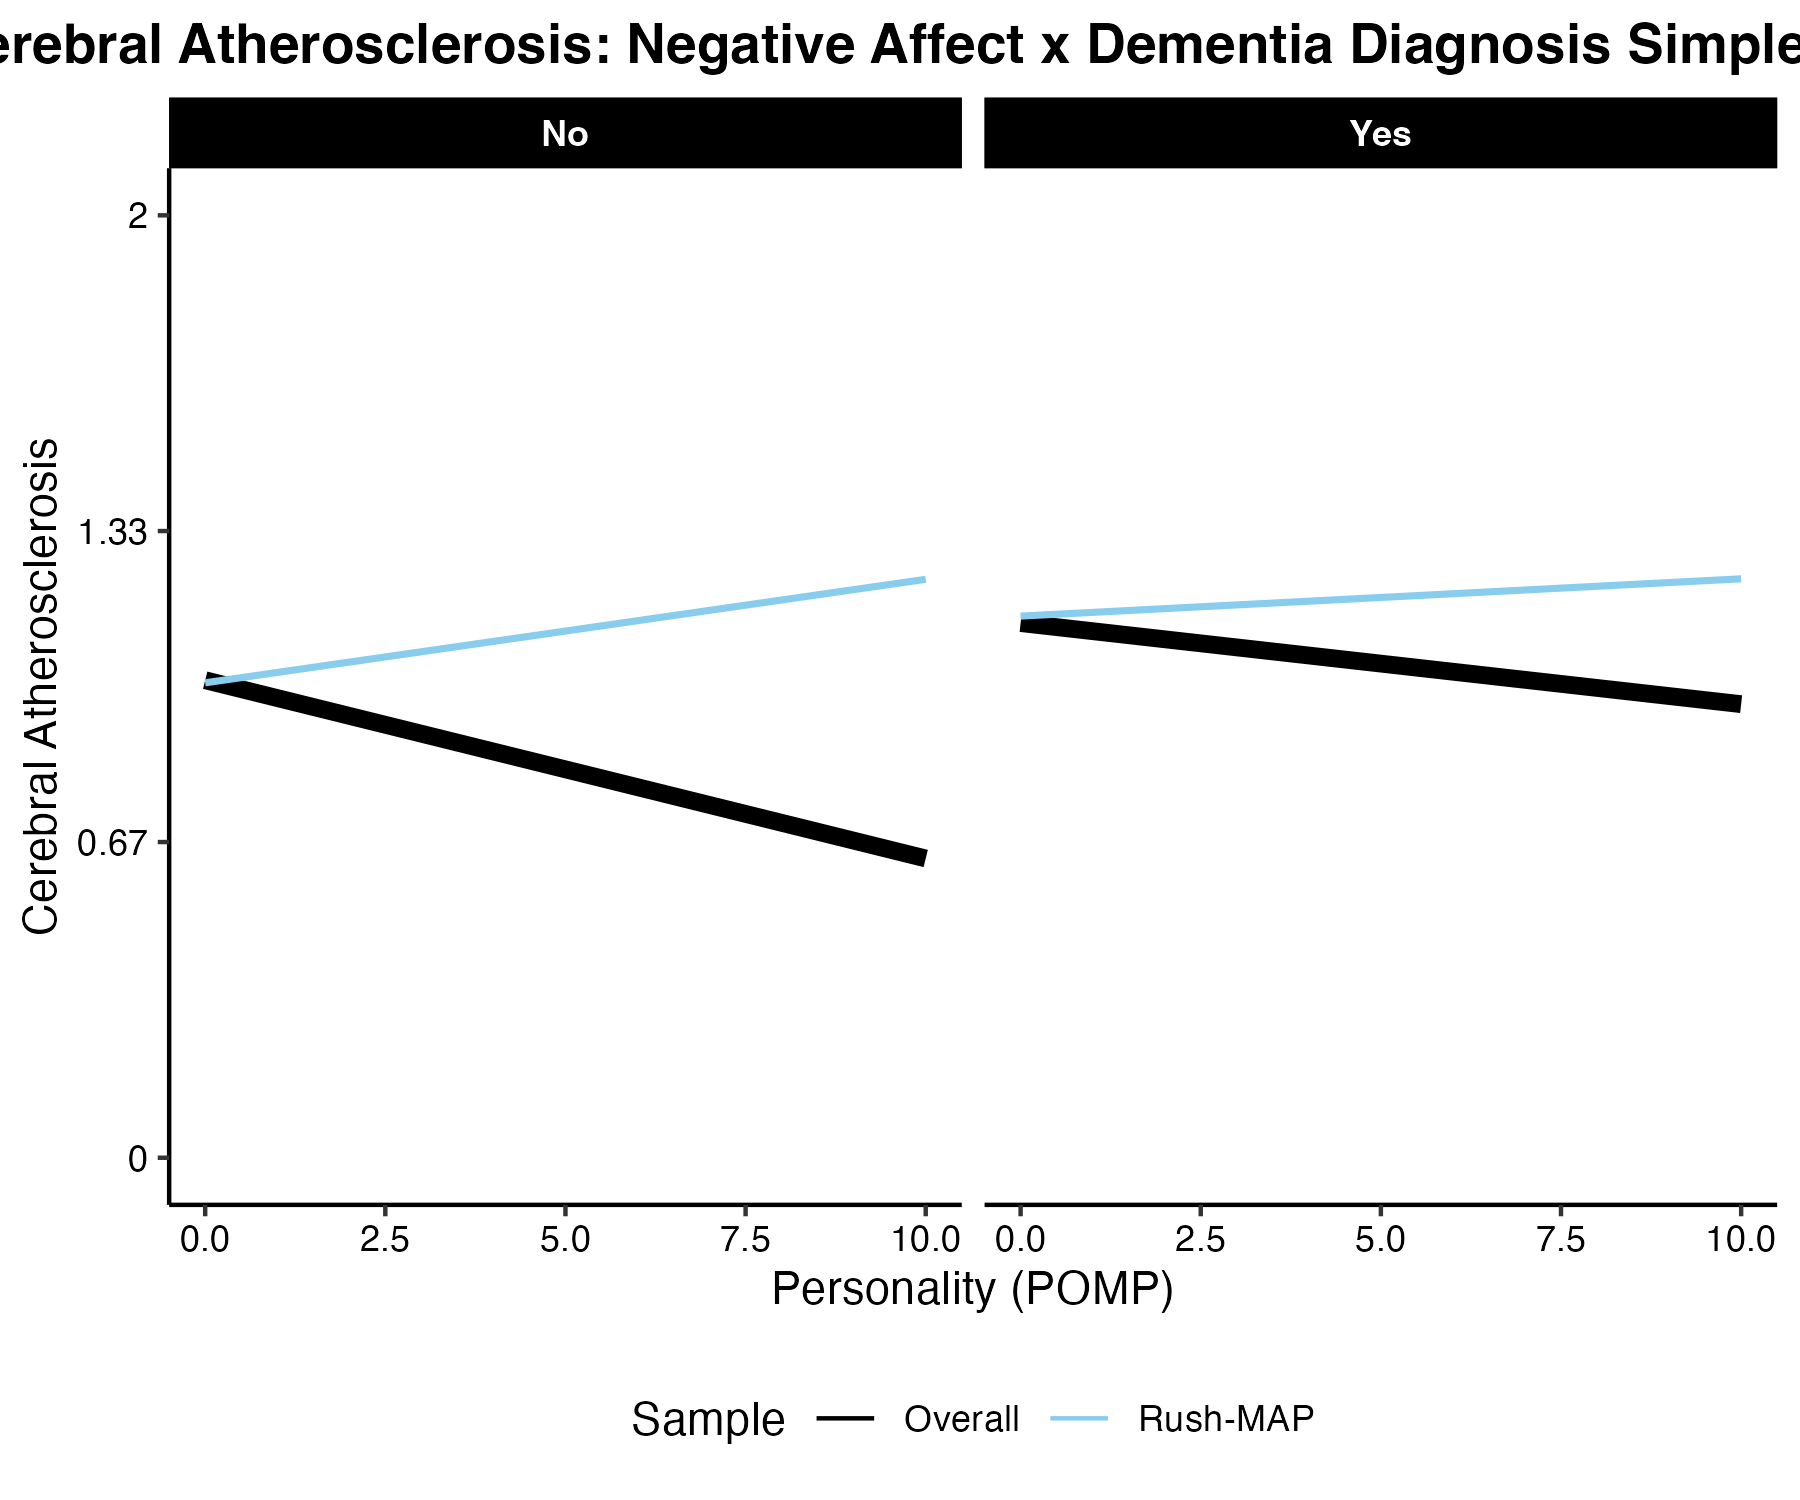 erebral Atherosclerosis: Negative Affect x Dementia Diagnosis Simple
No Yes
2
1.33
0.67
0
Cerebral Atherosclerosis
0.0 2.5 5.0 7.5 10.0 0.0 2.5 5.0 7.5 10.0
Personality (POMP)
Sample Overall Rush-MAP